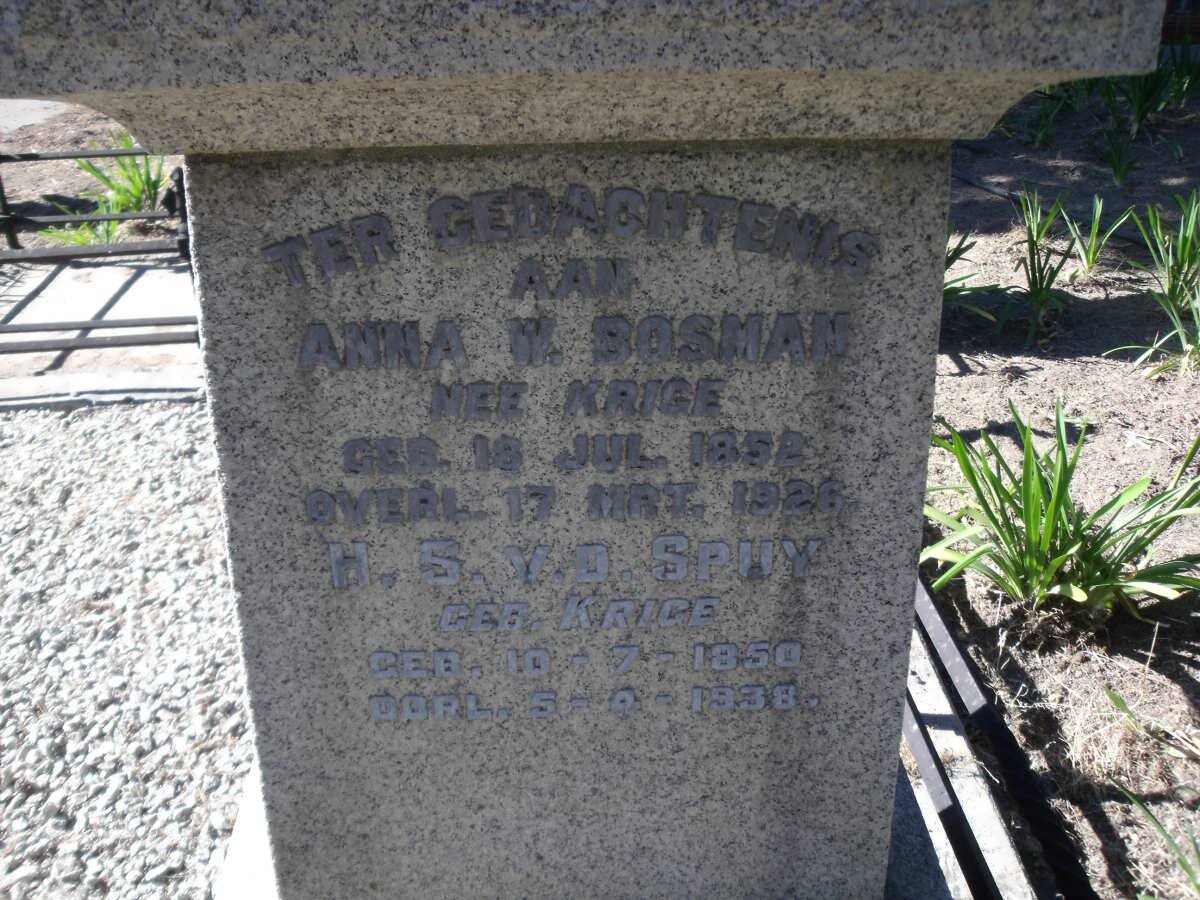 TER GEDACHTENIS
AAN
ANNA W. BOSMAN
NEE KRIGE
GEB. 18 JUL. 1852
OVERL. 17 MRT. 1926.
H. S. V.D. SPUY
GEB. KRIGE
GEB. 10-7-1850
OORL. 5-4-1938.